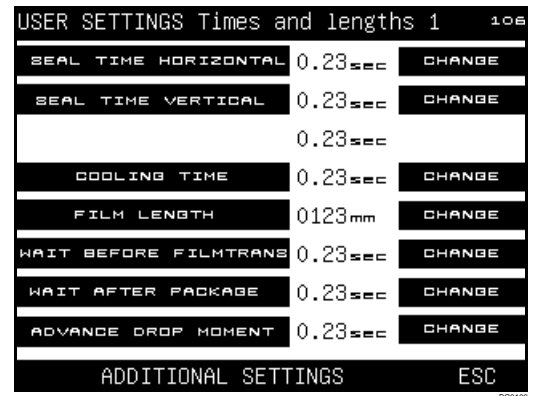 USER SETTINGS Times and lengths 1 106
SEAL TIME HORIZONTAL 0.23sec CHANGE
SEAL TIME VERTICAL 0.23sec CHANGE
0.23sec
COOLING TIME 0.23sec CHANGE
FILM LENGTH 0123mm CHANGE
WAIT BEFORE FILMTRANS 0.23sec CHANGE
WAIT AFTER PACKAGE 0.23sec CHANGE
ADVANCE DROP MOMENT 0.23sec CHANGE
ADDITIONAL SETTINGS ESC